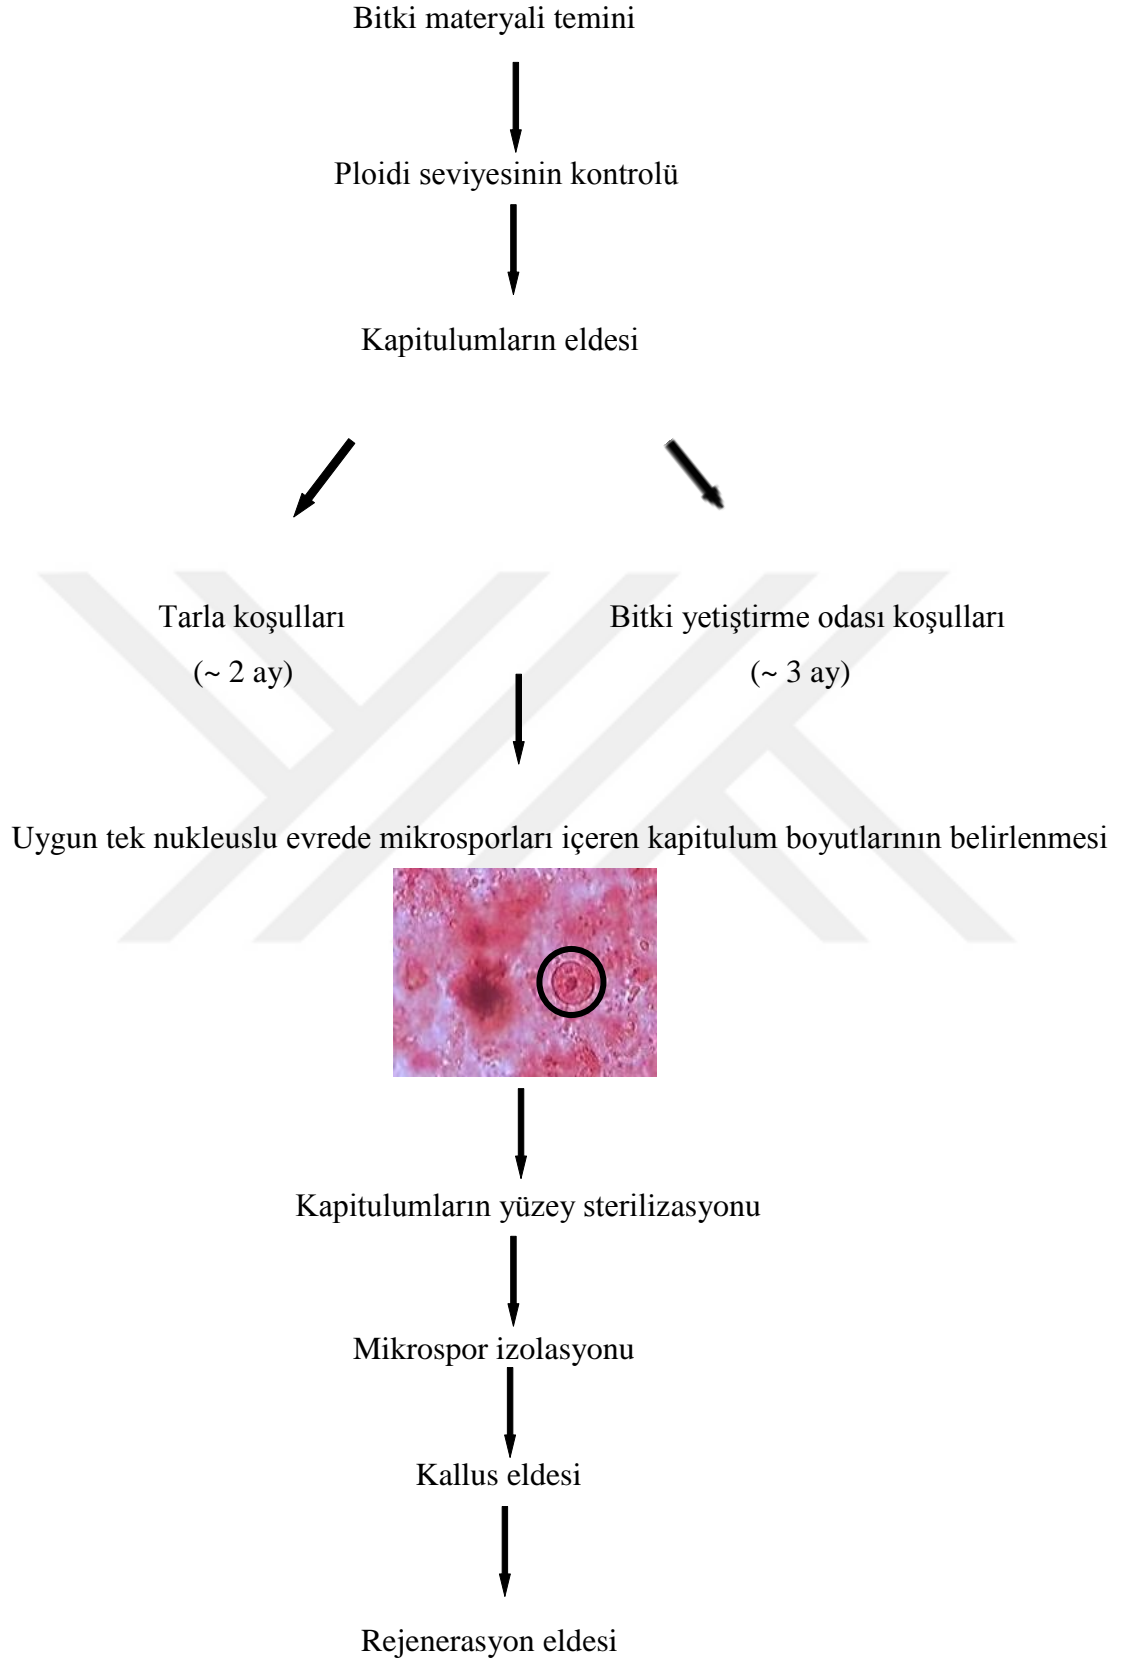 Bitki materyali temini
Ploidi seviyesinin kontrolü
Kapitulumların eldesi
Tarla koşulları
(~ 2 ay)
Bitki yetiştirme odası koşulları
(~ 3 ay)
Uygun tek nukleuslu evrede mikrosporları içeren kapitulum boyutlarının belirlenmesi
Kapitulumların yüzey sterilizasyonu
Mikrospor izolasyonu
Kallus eldesi
Rejenerasyon eldesi